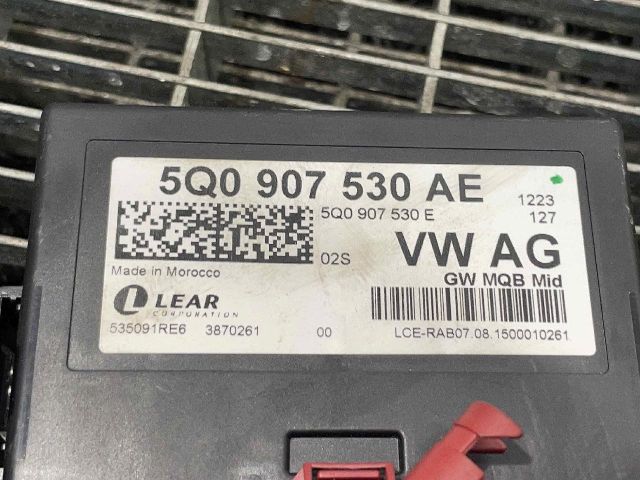 5Q0 907 530 AE
1223
5Q0 907 530 E
127
02S
VW AG
Made in Morocco
GW MQB Mid
LEAR
CORPORATION
535091RE6 3870261 00
LCE-RAB07.08.1500010261